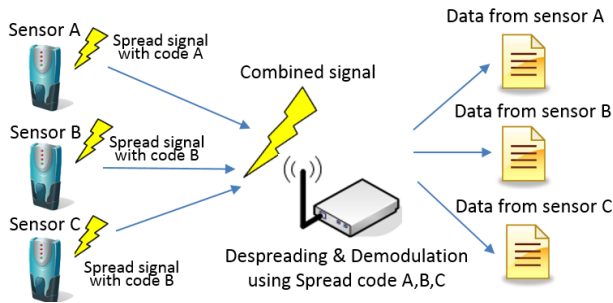 Sensor A
Spread signal
with code A
Sensor B
Spread signal
with code B
Sensor C
Spread signal
with code B
Combined signal
Despreading & Demodulation
using Spread code A,B,C
Data from sensor A
Data from sensor B
Data from sensor C